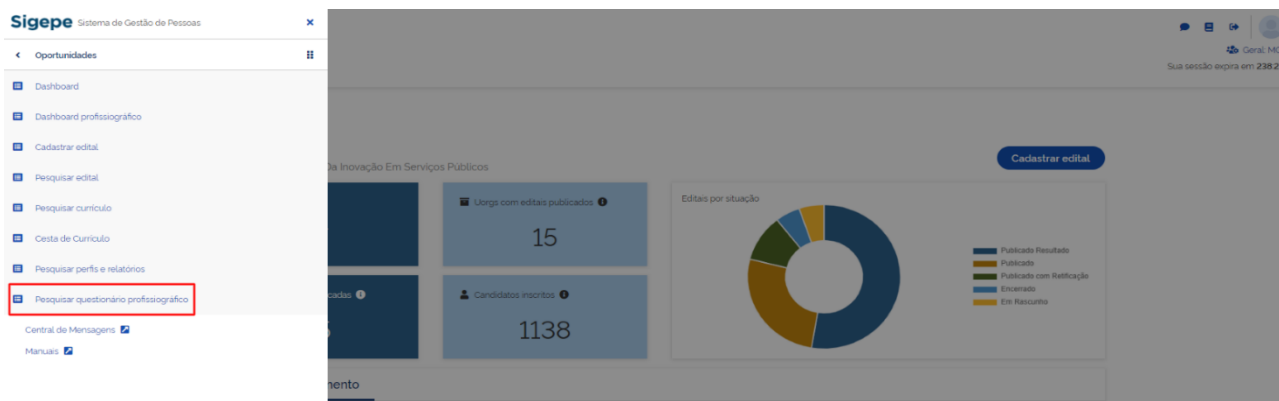 Sigepe Sistema de Gestão de Pessoas
Oportunidades
Dashboard
Dashboard profissiográfico
Cadastrar edital
Pesquisar edital
Pesquisar currículo
Cesta de Currículo
Pesquisar perfis e relatórios
Pesquisar questionário profissiográfico
Central de Mensagens
Manuais
Geral: MG
Sua sessão expira em 238:2
Da Inovação Em Serviços Públicos
Cadastrar edital
Uorgs com editais publicados
15
cadas
Candidatos inscritos
1138
Editais por situação
Publicado Resultado
Publicado
Publicado com Retificação
Encerrado
Em Rascunho
mento